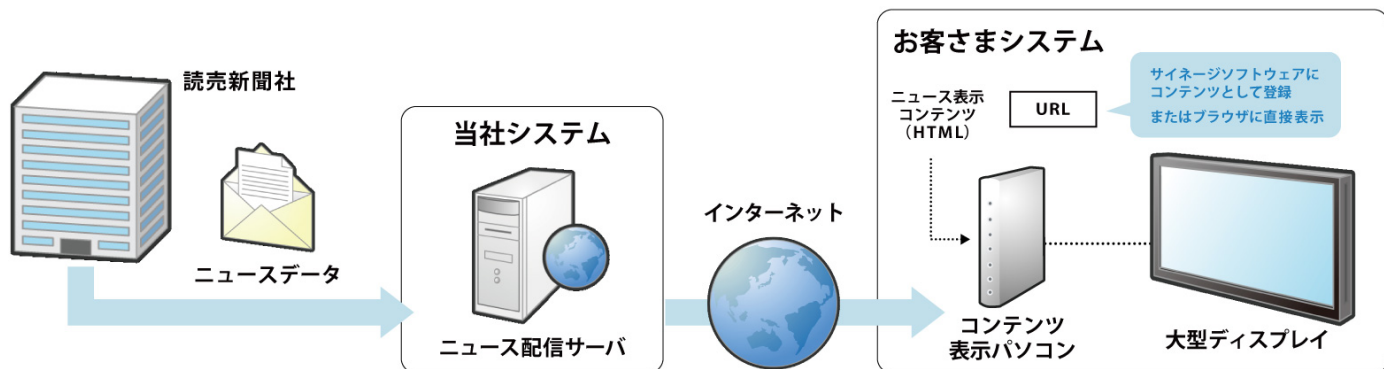 読売新聞社
ニュースデータ
当社システム
ニュース配信サーバ
インターネット
お客さまシステム
ニュース表示
コンテンツ
(HTML)
URL
サイネージソフトウェアに
コンテンツとして登録
またはブラウザに直接表示
コンテンツ
表示パソコン
大型ディスプレイ